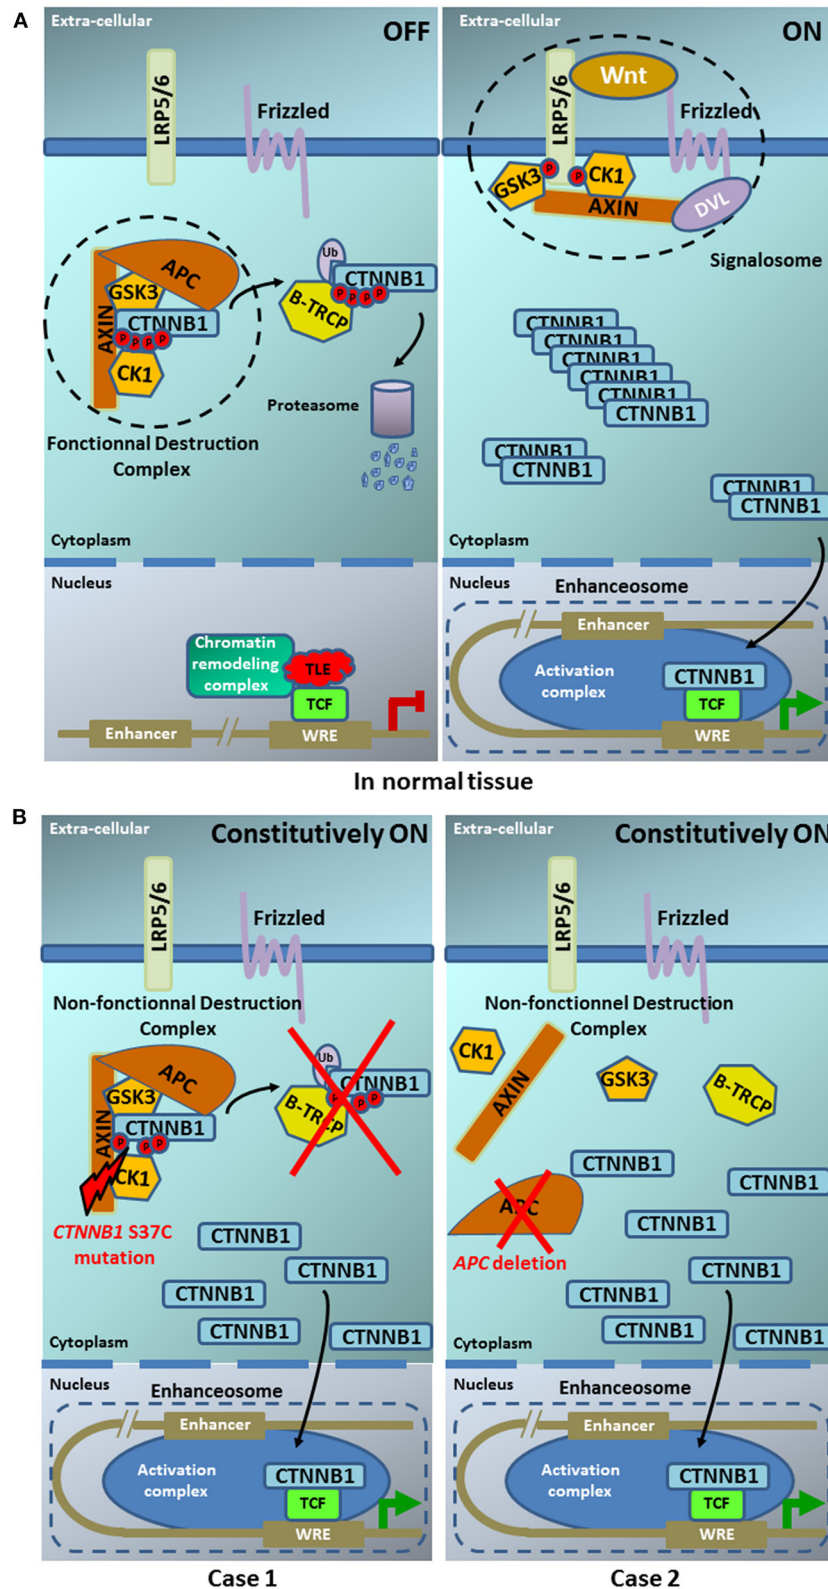 A
Extra-cellular
OFF
LRP5/6
Frizzled
APC
GSK3
AXIN
CTNNB1
P P P P
CK1
Ub
CTNNB1
P P P P
B-TRCP
Proteasome
Fonctionnal Destruction
Complex
Cytoplasm
Nucleus
Chromatin
remodeling
complex
TLE
TCF
Enhancer
WRE
Extra-cellular
ON
LRP5/6
Wnt
Frizzled
GSK3
P
P
CK1
AXIN
DVL
Signalosome
CTNNB1
CTNNB1
CTNNB1
CTNNB1
CTNNB1
CTNNB1
CTNNB1
CTNNB1
CTNNB1
CTNNB1
Cytoplasm
Nucleus
Enhanceosome
Enhancer
Activation
complex
CTNNB1
TCF
WRE
In normal tissue
B
Extra-cellular
Constitutively ON
LRP5/6
Frizzled
Non-fonctionnal Destruction
Complex
APC
GSK3
AXIN
CTNNB1
P P P
CK1
Ub
CTNNB1
P P P
B-TRCP
CTNNB1 S37C
mutation
CTNNB1
CTNNB1
CTNNB1
CTNNB1
CTNNB1
Cytoplasm
Nucleus
Enhanceosome
Enhancer
Activation
complex
CTNNB1
TCF
WRE
Case 1
Extra-cellular
Constitutively ON
LRP5/6
Frizzled
Non-fonctionnel Destruction
Complex
CK1
AXIN
GSK3
B-TRCP
APC
APC deletion
CTNNB1
CTNNB1
CTNNB1
CTNNB1
CTNNB1
CTNNB1
CTNNB1
Cytoplasm
Nucleus
Enhanceosome
Enhancer
Activation
complex
CTNNB1
TCF
WRE
Case 2